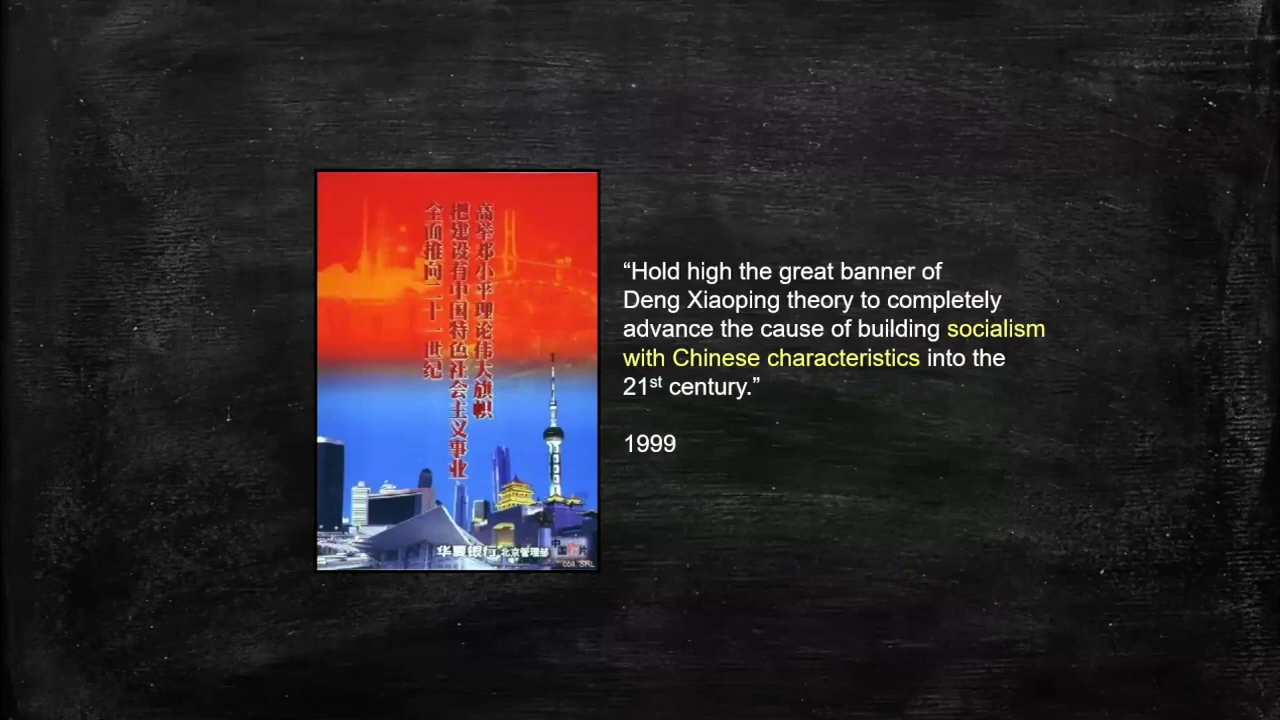 高举邓小平理论伟大旗帜
把建设有中国特色社会主义事业
全面推向二十一世纪
华夏银行 北京管理部
“Hold high the great banner of
Deng Xiaoping theory to completely
advance the cause of building socialism
with Chinese characteristics into the
21st century.”
1999